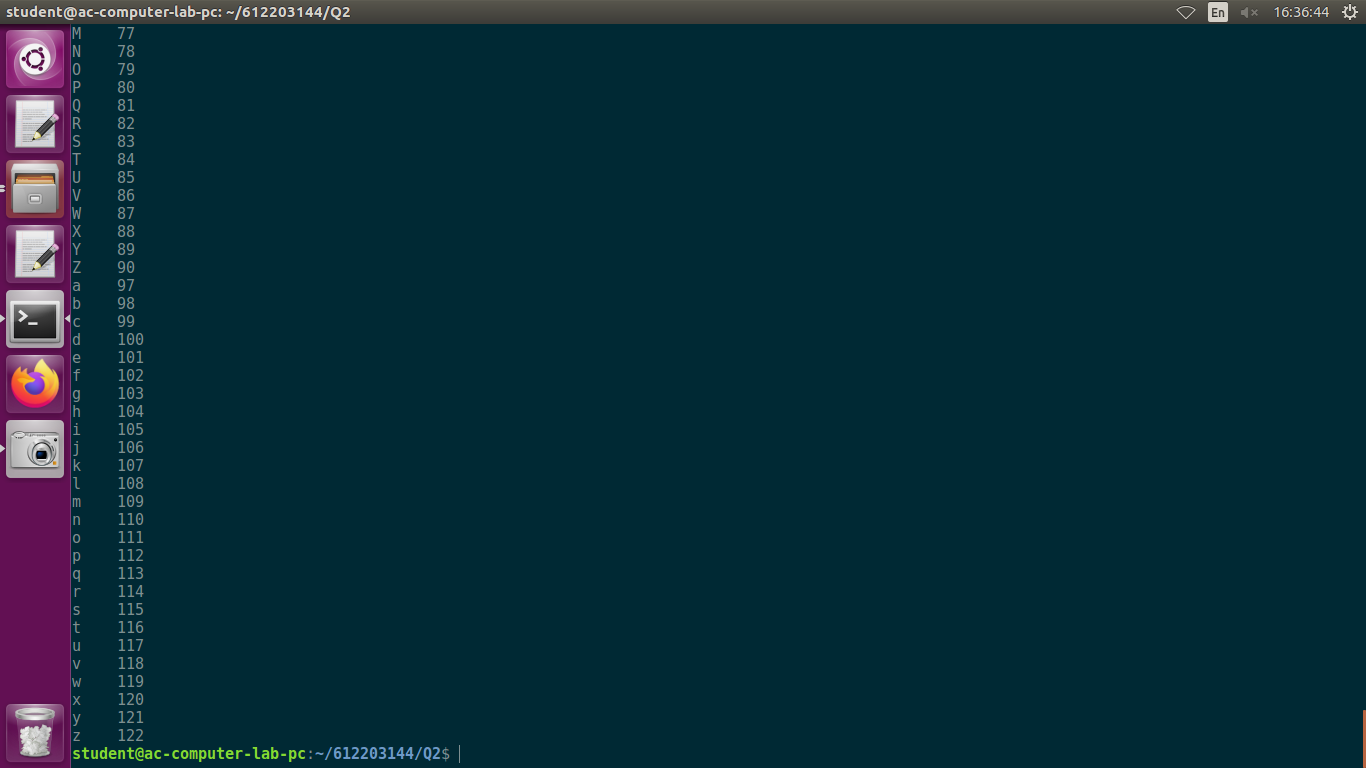 student@ac-computer-lab-pc: ~/612203144/Q2 En 16:36:44
M 77
N 78
O 79
P 80
Q 81
R 82
S 83
T 84
U 85
V 86
W 87
X 88
Y 89
Z 90
a 97
b 98
c 99
d 100
e 101
f 102
g 103
h 104
i 105
j 106
k 107
l 108
m 109
n 110
o 111
p 112
q 113
r 114
s 115
t 116
u 117
v 118
w 119
x 120
y 121
z 122
student@ac-computer-lab-pc:~/612203144/Q2$